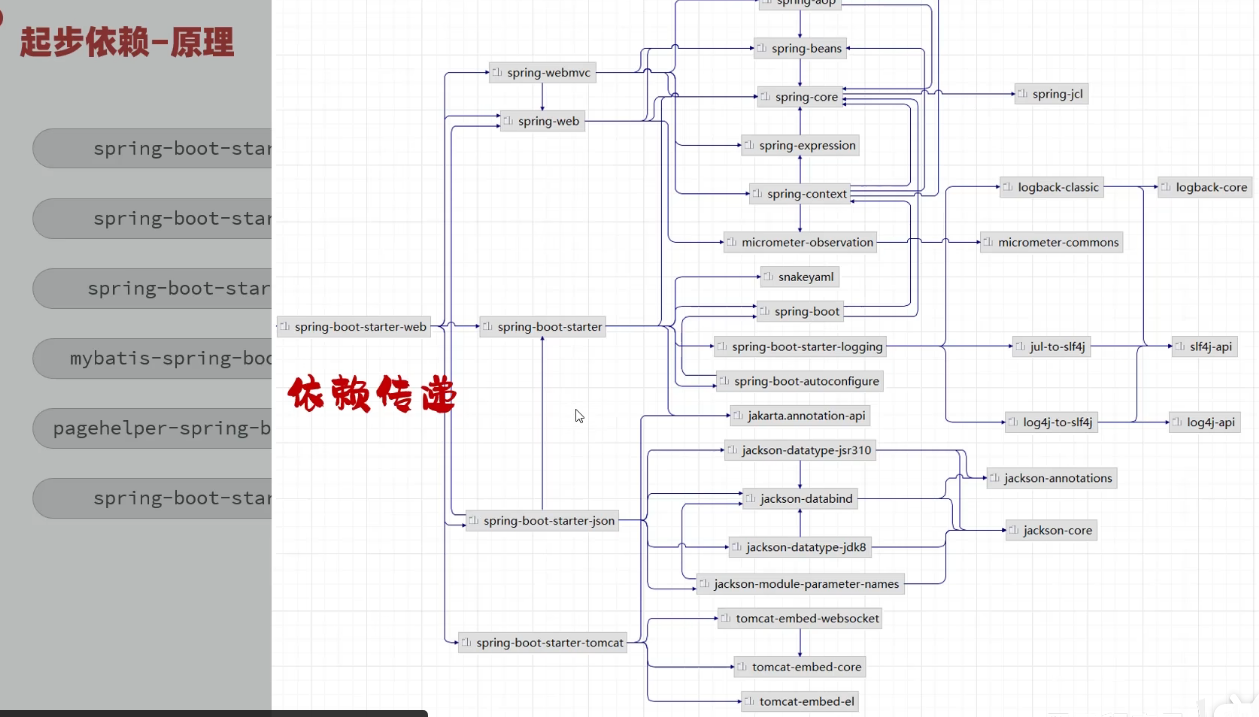 起步依赖-原理
spring-boot-star
spring-boot-star
spring-boot-star
mybatis-spring-boo
pagehelper-spring-b
spring-boot-star
spring-aop
spring-beans
spring-webmvc
spring-core
spring-jcl
spring-web
spring-expression
logback-classic
logback-core
spring-context
micrometer-observation
micrometer-commons
snakeyaml
spring-boot
spring-boot-starter-web
spring-boot-starter
spring-boot-starter-logging
jul-to-slf4j
slf4j-api
spring-boot-autoconfigure
依赖传递
jakarta.annotation-api
log4j-to-slf4j
log4j-api
jackson-datatype-jsr310
jackson-annotations
jackson-databind
spring-boot-starter-json
jackson-core
jackson-datatype-jdk8
jackson-module-parameter-names
tomcat-embed-websocket
spring-boot-starter-tomcat
tomcat-embed-core
tomcat-embed-el